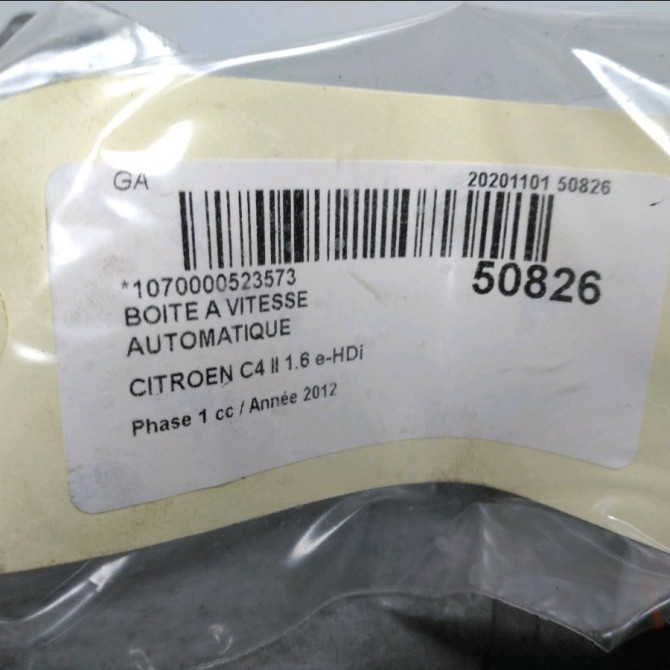 GA
20201101 50826
*1070000523573
50826
BOITE A VITESSE
AUTOMATIQUE
CITROEN C4 II 1.6 e-HDi
Phase 1 cc / Année 2012